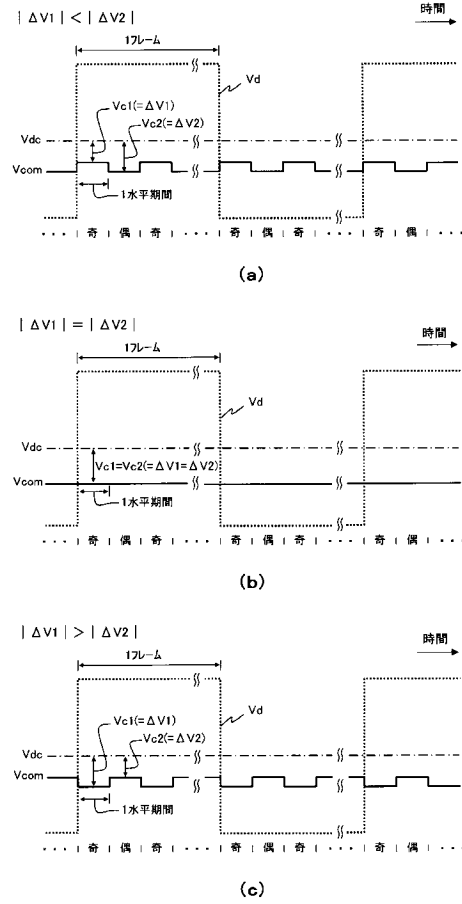 | ΔV1 | < | ΔV2 |
時間
1フレーム
Vd
Vc1(=ΔV1)
Vc2(=ΔV2)
Vdc
Vcom
1水平期間
・・・ | 奇 | 偶 | 奇 | ・・・ | 奇 | 偶 | 奇 | ・・・ | 奇 | 偶 | ・・・
(a)
| ΔV1 | = | ΔV2 |
時間
1フレーム
Vd
Vdc
Vc1=Vc2(=ΔV1=ΔV2)
Vcom
1水平期間
・・・ | 奇 | 偶 | 奇 | ・・・ | 奇 | 偶 | 奇 | ・・・ | 奇 | 偶 | ・・・
(b)
| ΔV1 | > | ΔV2 |
時間
1フレーム
Vd
Vc1(=ΔV1)
Vc2(=ΔV2)
Vdc
Vcom
1水平期間
・・・ | 奇 | 偶 | 奇 | ・・・ | 奇 | 偶 | 奇 | ・・・ | 奇 | 偶 | ・・・
(c)